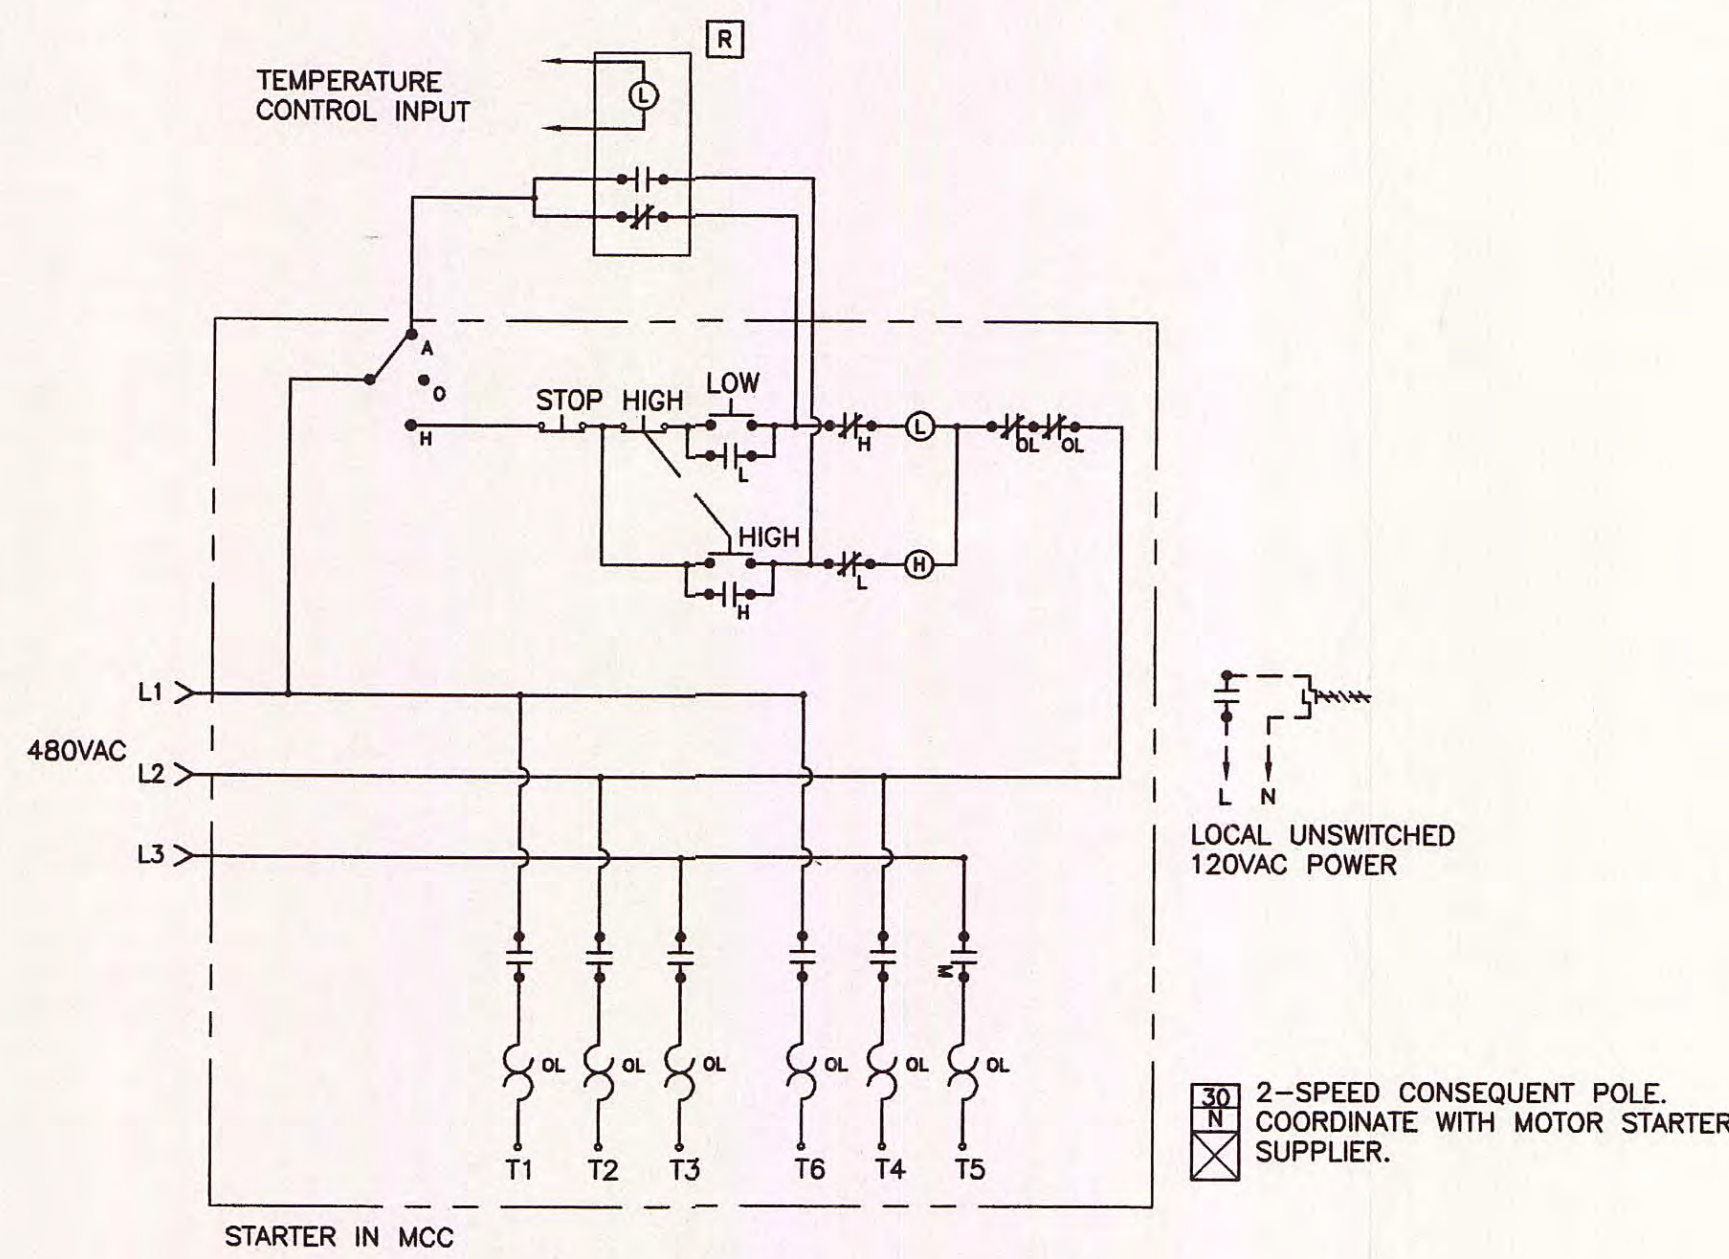 R
TEMPERATURE
CONTROL INPUT
L
A
O
H
STOP
HIGH
LOW
L
H
L
OL
OL
HIGH
H
L
H
L1
480VAC
L2
L3
L
L N
LOCAL UNSWITCHED
120VAC POWER
M
OL
OL
OL
OL
OL
OL
T1
T2
T3
T6
T4
T5
30
N
2-SPEED CONSEQUENT POLE.
COORDINATE WITH MOTOR STARTER
SUPPLIER.
STARTER IN MCC